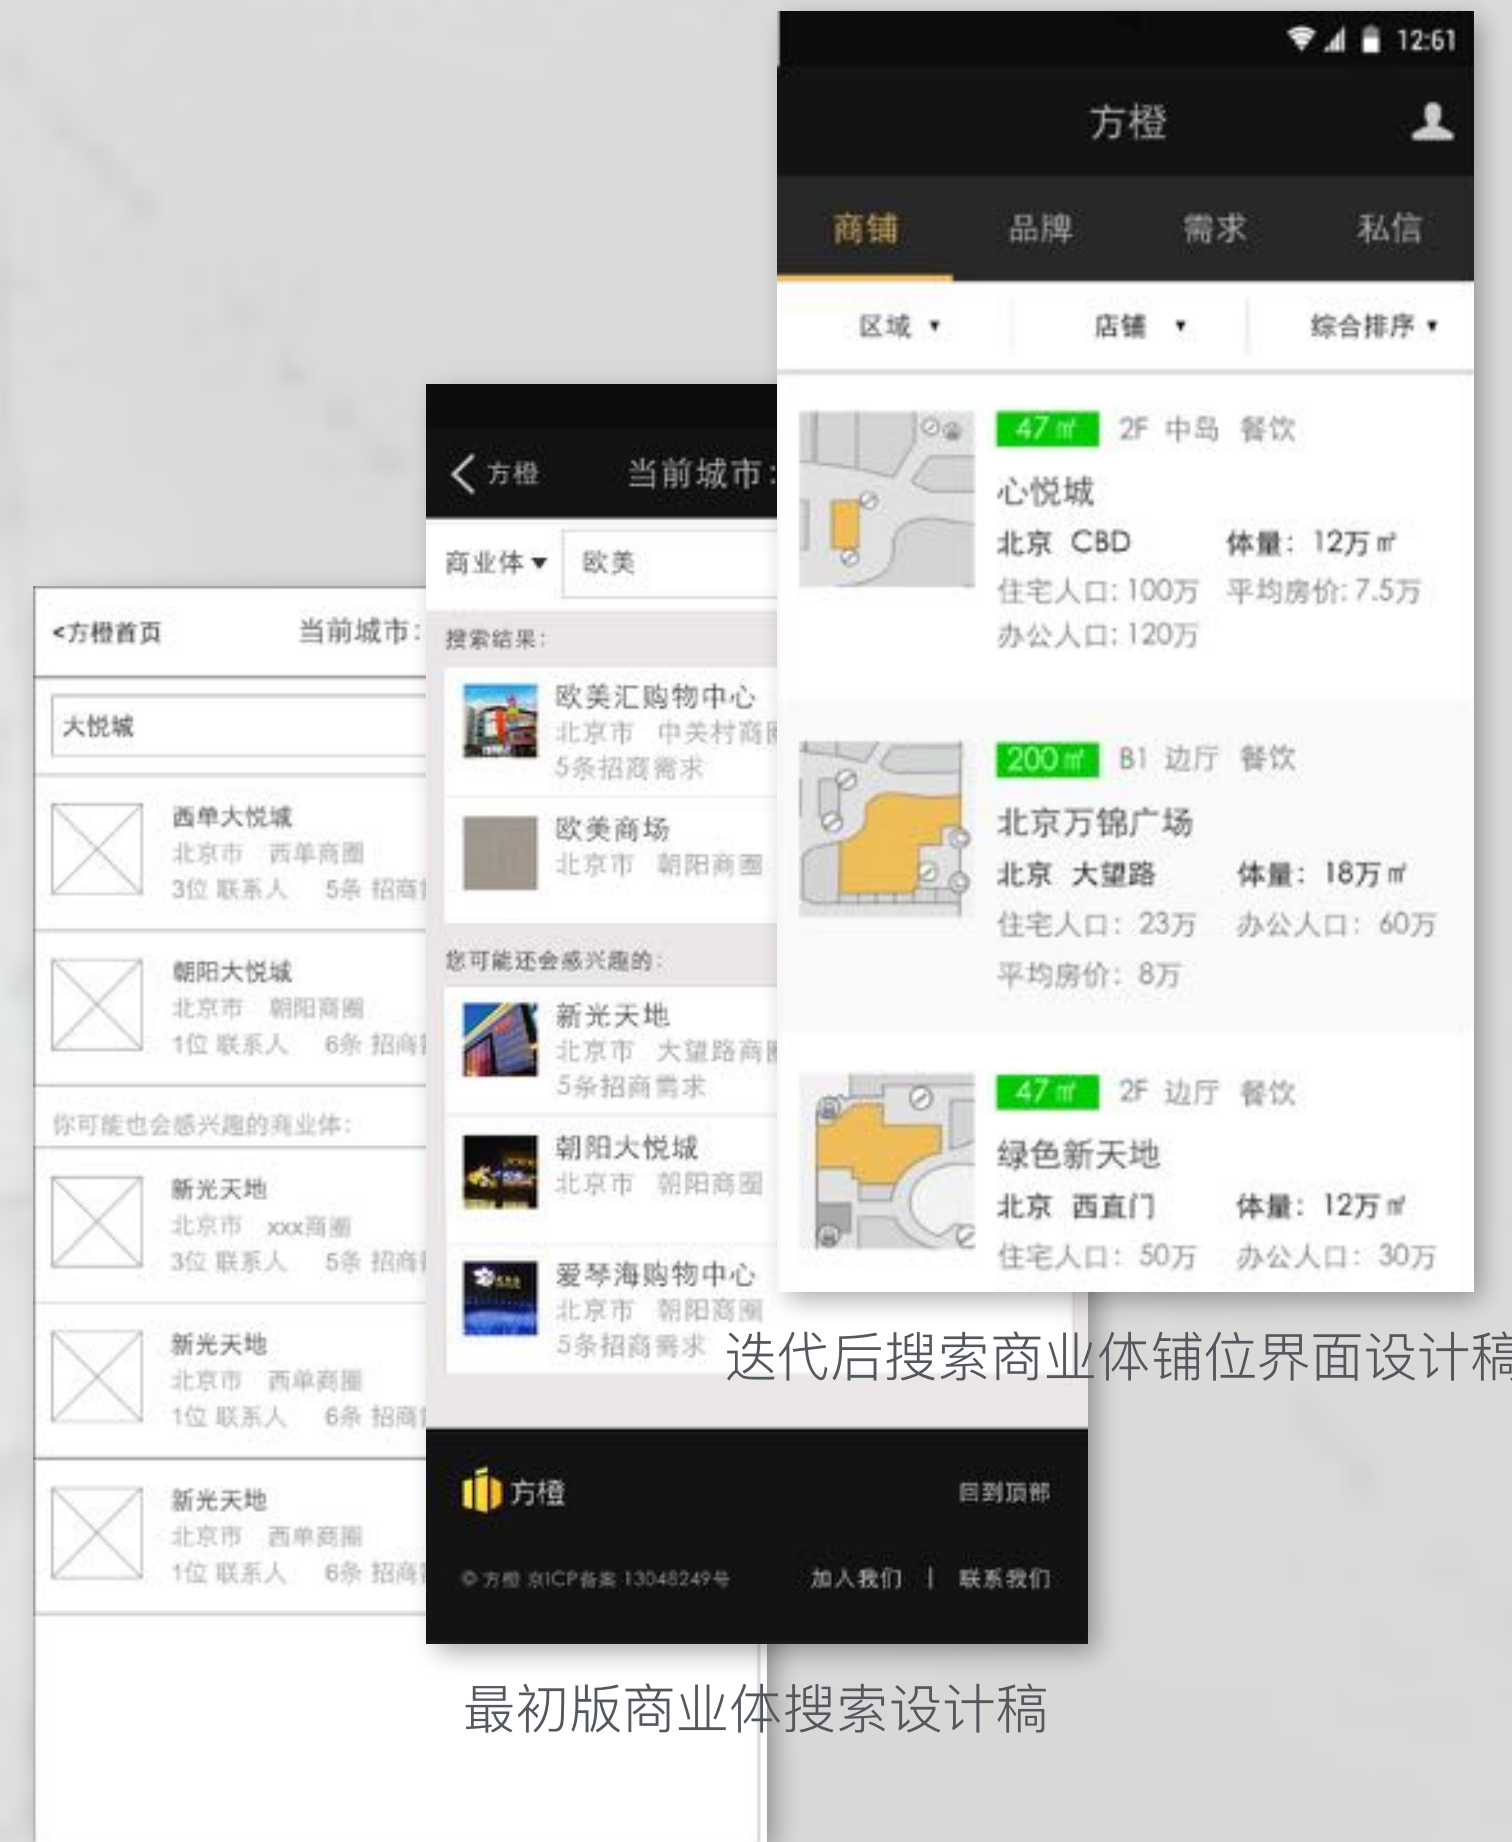 12:61
方橙
商铺 品牌 需求 私信
区域 ▼ 店铺 ▼ 综合排序 ▼
47㎡ 2F 中岛 餐饮
心悦城
北京 CBD 体量：12万㎡
住宅人口：100万 平均房价：7.5万
办公人口：120万
200㎡ B1 边厅 餐饮
北京万锦广场
北京 大望路 体量：18万㎡
住宅人口：23万 办公人口：60万
平均房价：8万
47㎡ 2F 边厅 餐饮
绿色新天地
北京 西直门 体量：12万㎡
住宅人口：50万 办公人口：30万
迭代后搜索商业体铺位界面设计稿
方橙 当前城市：
商业体▼ 欧美
搜索结果：
欧美汇购物中心
北京市 中关村商
5条招商需求
欧美商场
北京市 朝阳商圈
您可能还会感兴趣的：
新光天地
北京市 大望路商
5条招商需求
朝阳大悦城
北京市 朝阳商圈
爱琴海购物中心
北京市 朝阳商圈
5条招商需求
方橙 回到顶部
© 方橙 京ICP备案 13048249号 加入我们 | 联系我们
最初版商业体搜索设计稿
<方橙首页 当前城市：
大悦城
西单大悦城
北京市 西单商圈
3位 联系人 5条 招商
朝阳大悦城
北京市 朝阳商圈
1位 联系人 6条 招商
你可能也会感兴趣的商业体：
新光天地
北京市 xxx商圈
3位 联系人 5条 招商
新光天地
北京市 西单商圈
1位 联系人 6条 招商
新光天地
北京市 西单商圈
1位 联系人 6条 招商